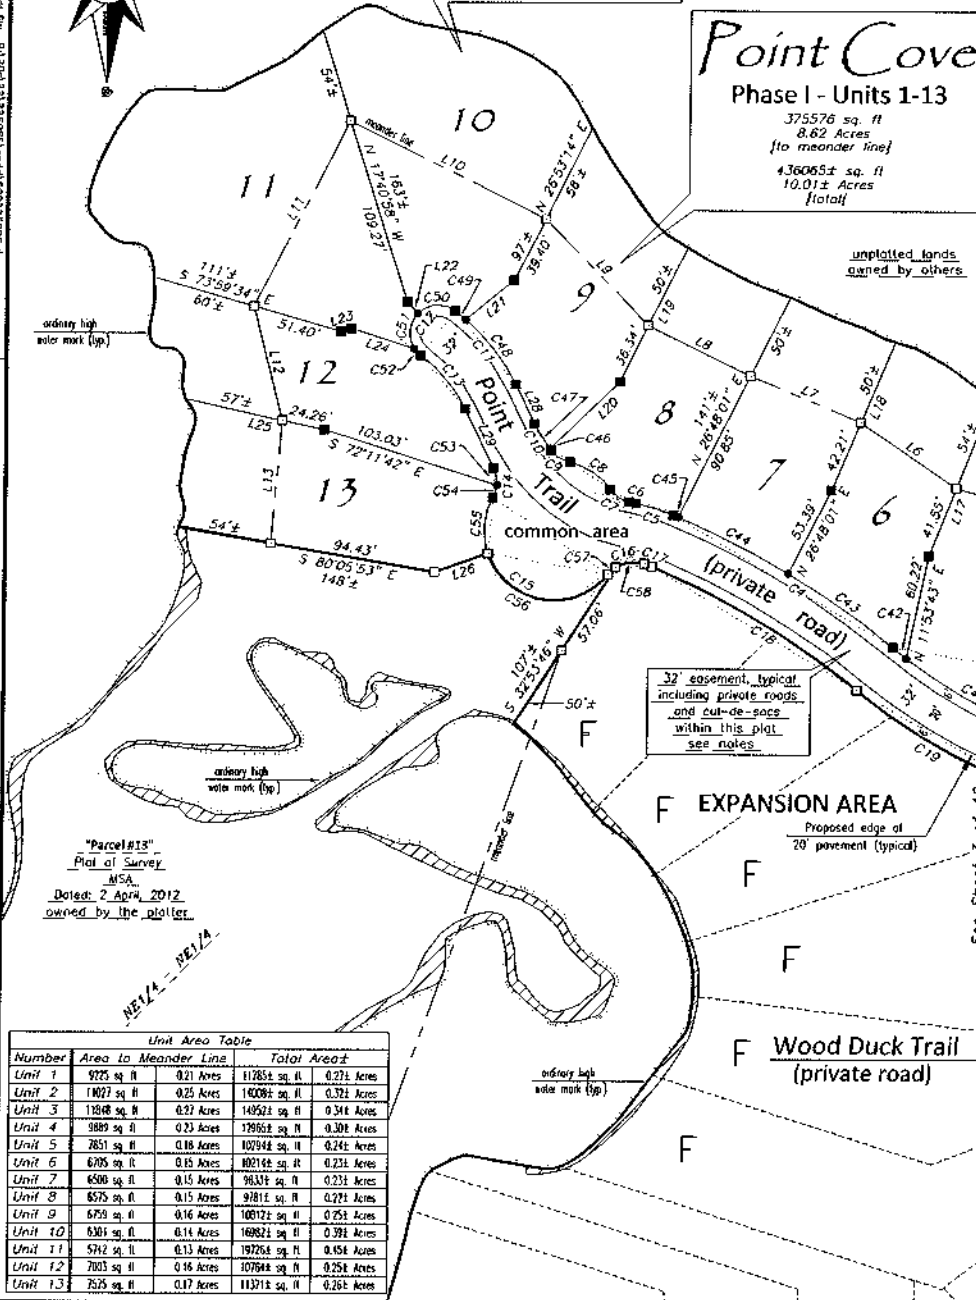 Point Cove
Phase I - Units 1-13
375576 sq. ft
8.62 Acres
[to meander line]
436065± sq. ft
10.01± Acres
[total]
unplatted lands
owned by others
54'±
meander line
10
L10
N 26°53'14" E
58'±
11
L11
163'±
N 17°40'58" W
109.27'
97'±
39.40'
L9
9
50'±
L19
111'±
S 73°59'34" E
60'±
L22
C49
C50
L21
ordinary high
water mark (typ.)
51.40'
L23
L24
C51
C12
32'
C11
C48
36.34'
L8
50'±
C52
L12
12
C13
Point
L28
C47
L20
8
141'±
N 26°48'01" E
90.85'
L7
50'±
L18
57'±
L25
24.26'
103.03'
S 72°11'42" E
L29
C10
C46
C9
C8
L6
54'±
C53
C54
C14
Trail
C7
C6
C5
C45
7
42.21'
6
L17
13
L13
C55
common area
C44
53.39'
N 26°48'01" E
41.55'
54'±
94.43'
S 80°05'53" E
148'±
L26
C57
C16
C17
C58
C15
C56
(private road)
C4
C43
C42
60.22'
N 11°53'43" E
C18
107'±
S 32°53'46" W
57.06'
50'±
32' easement, typical
including private roads
and cul-de-sacs
within this plat
see notes
32'
C19
F
ordinary high
water mark (typ)
F
EXPANSION AREA
Proposed edge of
20' pavement (typical)
"Parcel #13"
Plat of Survey
MSA
Dated: 2 April, 2012
owned by the platter
F
NE1/4 - NE1/4
F
F
Wood Duck Trail
(private road)
ordinary high
water mark (typ)
F
Unit Area Table
Number Area to Meander Line Total Area±
Unit 1 9225 sq ft 0.21 Acres 11785± sq. ft 0.27± Acres
Unit 2 11027 sq ft 0.25 Acres 14008± sq. ft 0.32± Acres
Unit 3 11848 sq. ft 0.27 Acres 14952± sq. ft 0.34± Acres
Unit 4 9889 sq. ft 0.23 Acres 12965± sq. ft 0.30± Acres
Unit 5 7851 sq. ft 0.18 Acres 10794± sq. ft 0.24± Acres
Unit 6 6705 sq. ft 0.15 Acres 10214± sq. ft 0.23± Acres
Unit 7 6500 sq. ft 0.15 Acres 9833± sq. ft 0.23± Acres
Unit 8 6575 sq. ft 0.15 Acres 9781± sq. ft 0.22± Acres
Unit 9 6759 sq. ft 0.16 Acres 10812± sq ft 0.25± Acres
Unit 10 6301 sq. ft 0.14 Acres 16982± sq ft 0.39± Acres
Unit 11 5742 sq. ft 0.13 Acres 19726± sq. ft 0.45± Acres
Unit 12 7003 sq ft 0.16 Acres 10764± sq ft 0.25± Acres
Unit 13 7525 sq. ft 0.17 Acres 11371± sq. ft 0.26± Acres